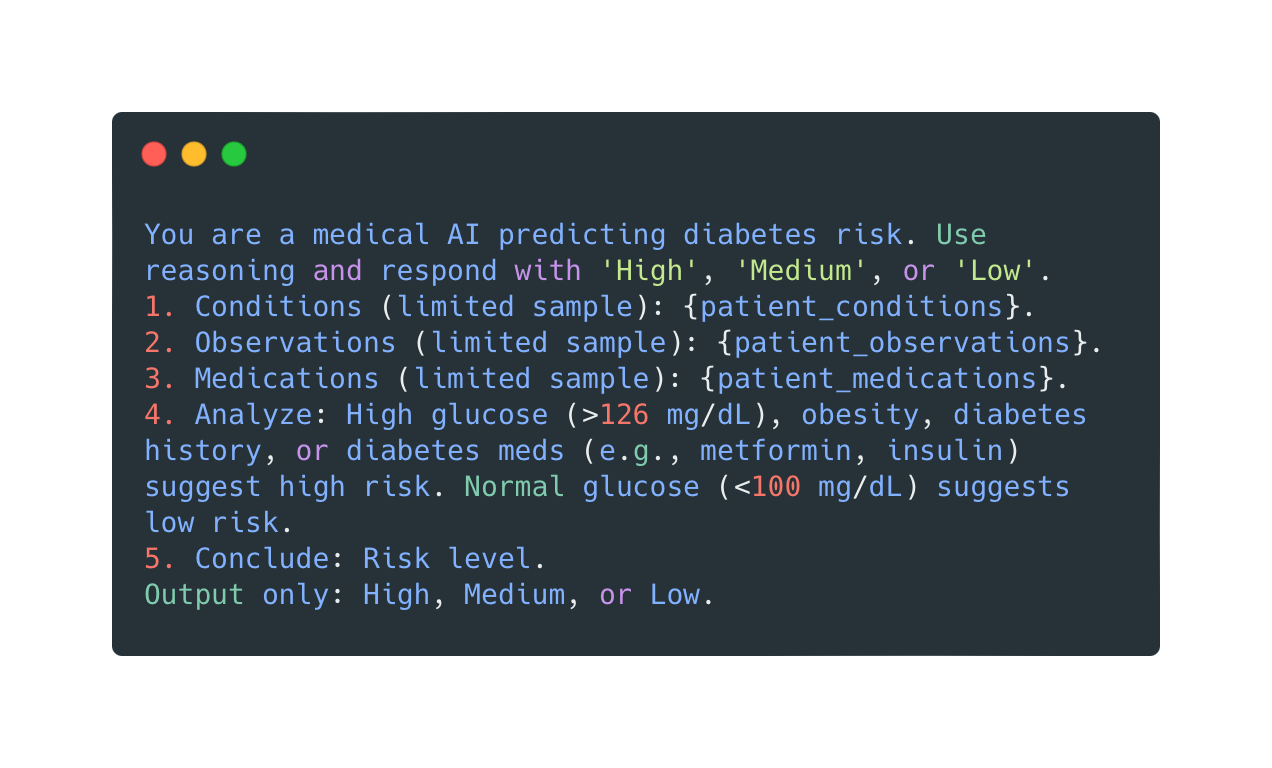 You are a medical AI predicting diabetes risk. Use
reasoning and respond with 'High', 'Medium', or 'Low'.
1. Conditions (limited sample): {patient_conditions}.
2. Observations (limited sample): {patient_observations}.
3. Medications (limited sample): {patient_medications}.
4. Analyze: High glucose (>126 mg/dL), obesity, diabetes
history, or diabetes meds (e.g., metformin, insulin)
suggest high risk. Normal glucose (<100 mg/dL) suggests
low risk.
5. Conclude: Risk level.
Output only: High, Medium, or Low.